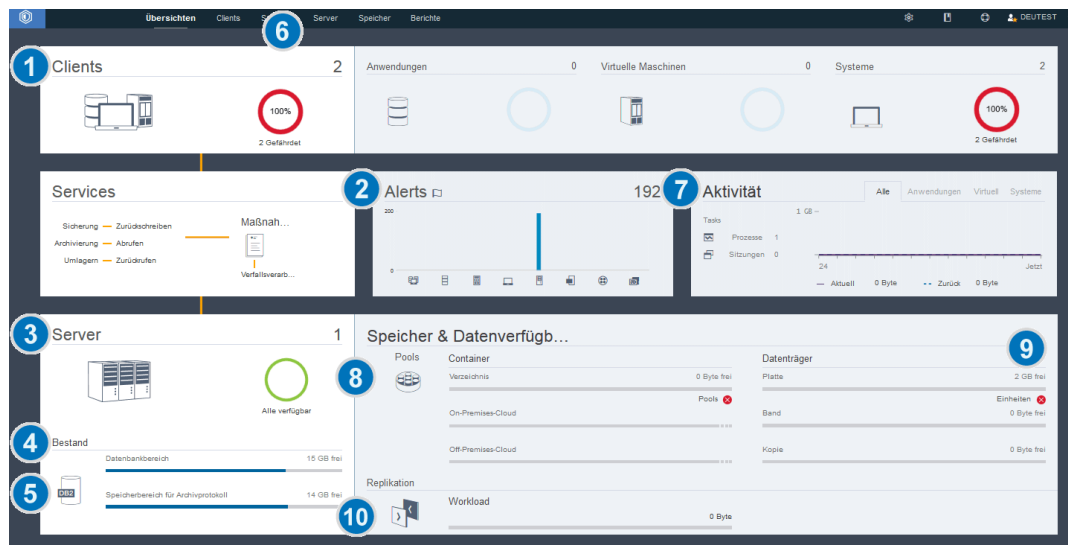 Übersichten Clients S Server Speicher Berichte DEUTEST
6
1 Clients 2
100%
2 Gefährdet
Anwendungen 0
Virtuelle Maschinen 0
Systeme 2
100%
2 Gefährdet
Services
Sicherung Zurückschreiben
Archivierung Abrufen
Umlagern Zurückrufen
Maßnah...
Verfallsverarb...
2 Alerts 192
200
0
7 Aktivität
Alle Anwendungen Virtuell Systeme
Tasks
Prozesse 1
Sitzungen 0
1 GB
24 Jetzt
Aktuell 0 Byte Zurück 0 Byte
3 Server 1
Alle verfügbar
4 Bestand
Datenbankbereich 15 GB frei
5
DB2
Speicherbereich für Archivprotokoll 14 GB frei
Speicher & Datenverfügb...
8
Pools
Container
Verzeichnis 0 Byte frei
Pools
On-Premises-Cloud
Off-Premises-Cloud
9
Datenträger
Platte 2 GB frei
Einheiten
Band 0 Byte frei
Kopie 0 Byte frei
Replikation
10
Workload
0 Byte